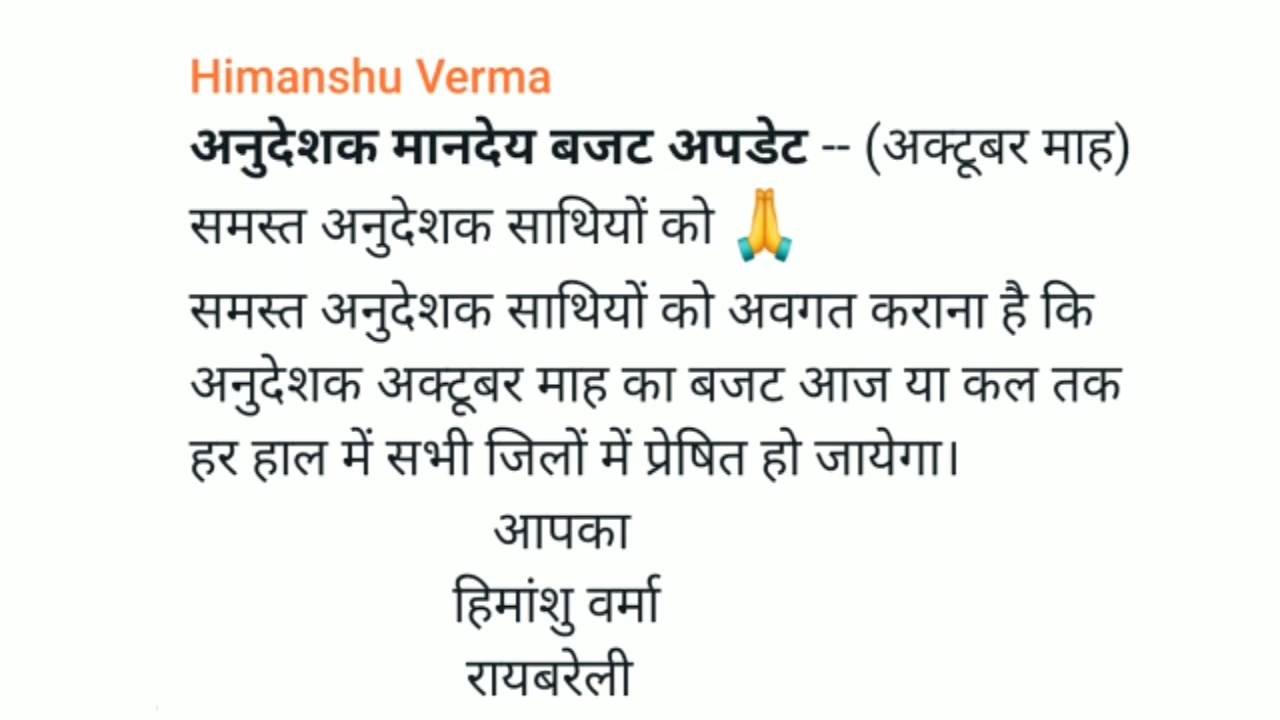 Himanshu Verma
अनुदेशक मानदेय बजट अपडेट -- (अक्टूबर माह)
समस्त अनुदेशक साथियों को 🙏
समस्त अनुदेशक साथियों को अवगत कराना है कि
अनुदेशक अक्टूबर माह का बजट आज या कल तक
हर हाल में सभी जिलों में प्रेषित हो जायेगा।
आपका
हिमांशु वर्मा
रायबरेली